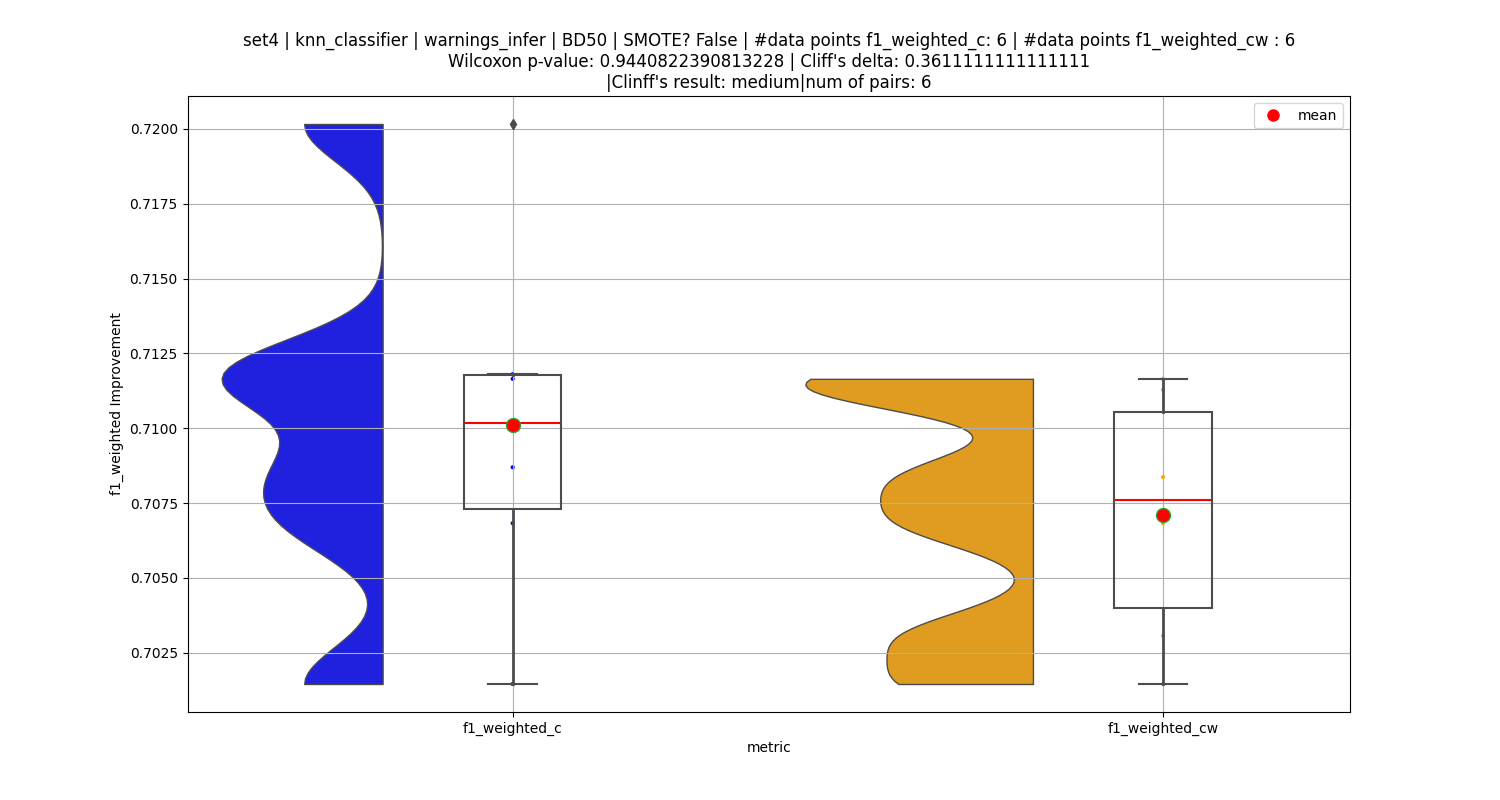 set4 | knn_classifier | warnings_infer | BD50 | SMOTE? False | #data points f1_weighted_c: 6 | #data points f1_weighted_cw : 6
Wilcoxon p-value: 0.9440822390813228 | Cliff's delta: 0.3611111111111111
|Clinff's result: medium|num of pairs: 6
mean
0.7200
0.7175
0.7150
0.7125
0.7100
0.7075
0.7050
0.7025
f1_weighted Improvement
f1_weighted_c
f1_weighted_cw
metric